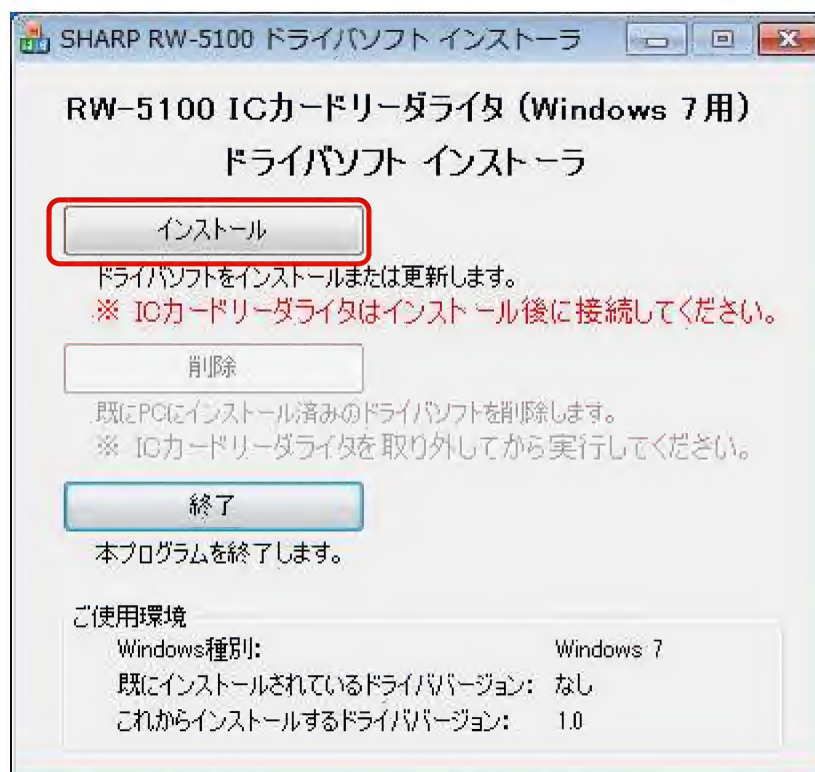 SHARP RW-5100 ドライバソフト インストーラ
RW-5100 ICカードリーダライタ (Windows 7用)
ドライバソフト インストーラ
インストール
ドライバソフトをインストールまたは更新します。
※ ICカードリーダライタはインストール後に接続してください。
削除
既にPCにインストール済みのドライバソフトを削除します。
※ ICカードリーダライタを取り外してから実行してください。
終了
本プログラムを終了します。
ご使用環境
Windows種別: Windows 7
既にインストールされているドライババージョン: なし
これからインストールするドライババージョン: 1.0